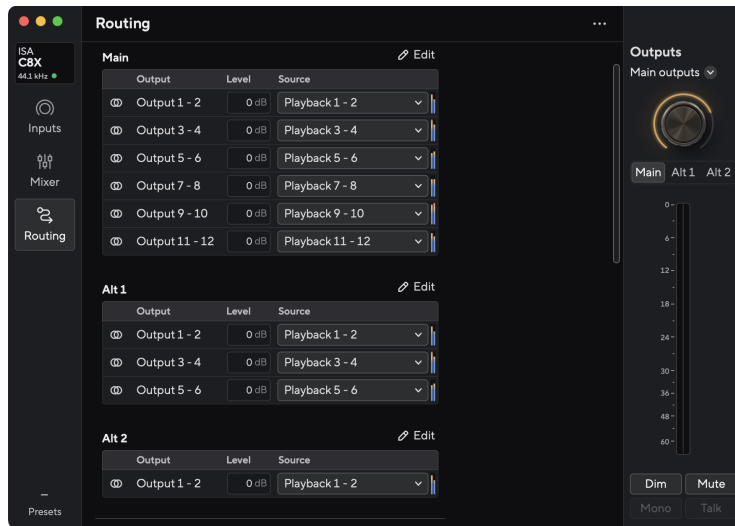 Routing
...
ISA
C8X
44.1 kHz
Inputs
Mixer
Routing
Presets
Main
Edit
Output Level Source
Output 1 - 2 0 dB Playback 1 - 2
Output 3 - 4 0 dB Playback 3 - 4
Output 5 - 6 0 dB Playback 5 - 6
Output 7 - 8 0 dB Playback 7 - 8
Output 9 - 10 0 dB Playback 9 - 10
Output 11 - 12 0 dB Playback 11 - 12
Alt 1
Edit
Output Level Source
Output 1 - 2 0 dB Playback 1 - 2
Output 3 - 4 0 dB Playback 3 - 4
Output 5 - 6 0 dB Playback 5 - 6
Alt 2
Edit
Output Level Source
Output 1 - 2 0 dB Playback 1 - 2
Outputs
Main outputs
Main Alt 1 Alt 2
0
6
12
18
24
30
36
48
60
Dim Mute
Mono Talk